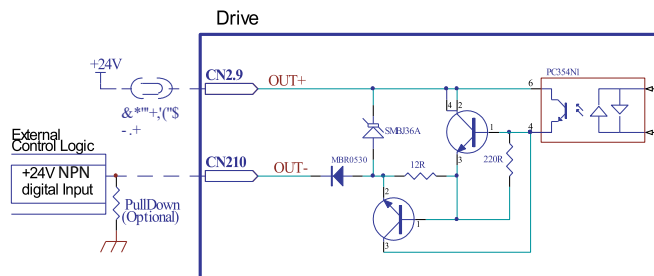 Drive
+24V
CN2.9
OUT+
PC354N1
6
4
&*'"+,'("$
-.+
4
2
1
3
SMBJ36A
External
Control Logic
+24V NPN
digital Input
CN210
OUT-
MBR0530
12R
220R
PullDown
(Optional)
2
1
3